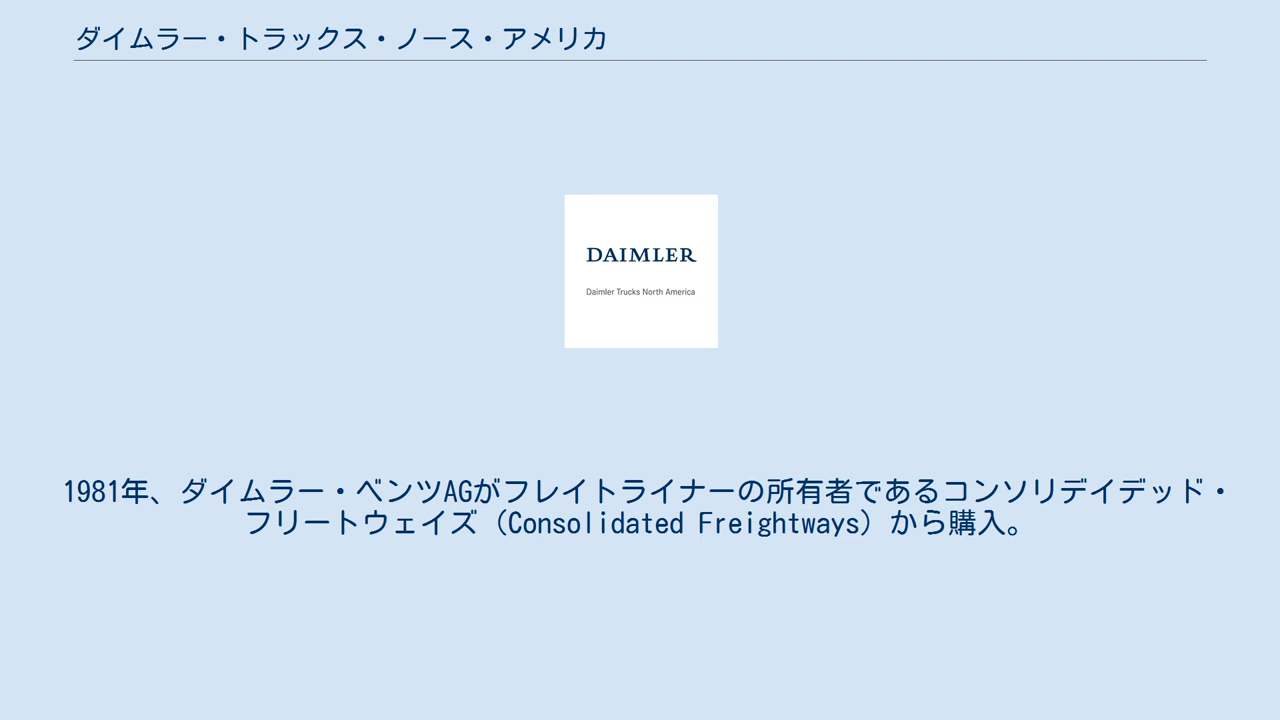 ダイムラー・トラックス・ノース・アメリカ
DAIMLER
Daimler Trucks North America
1981年、ダイムラー・ベンツAGがフレイトライナーの所有者であるコンソリデイデッド・
フリートウェイズ（Consolidated Freightways）から購入。